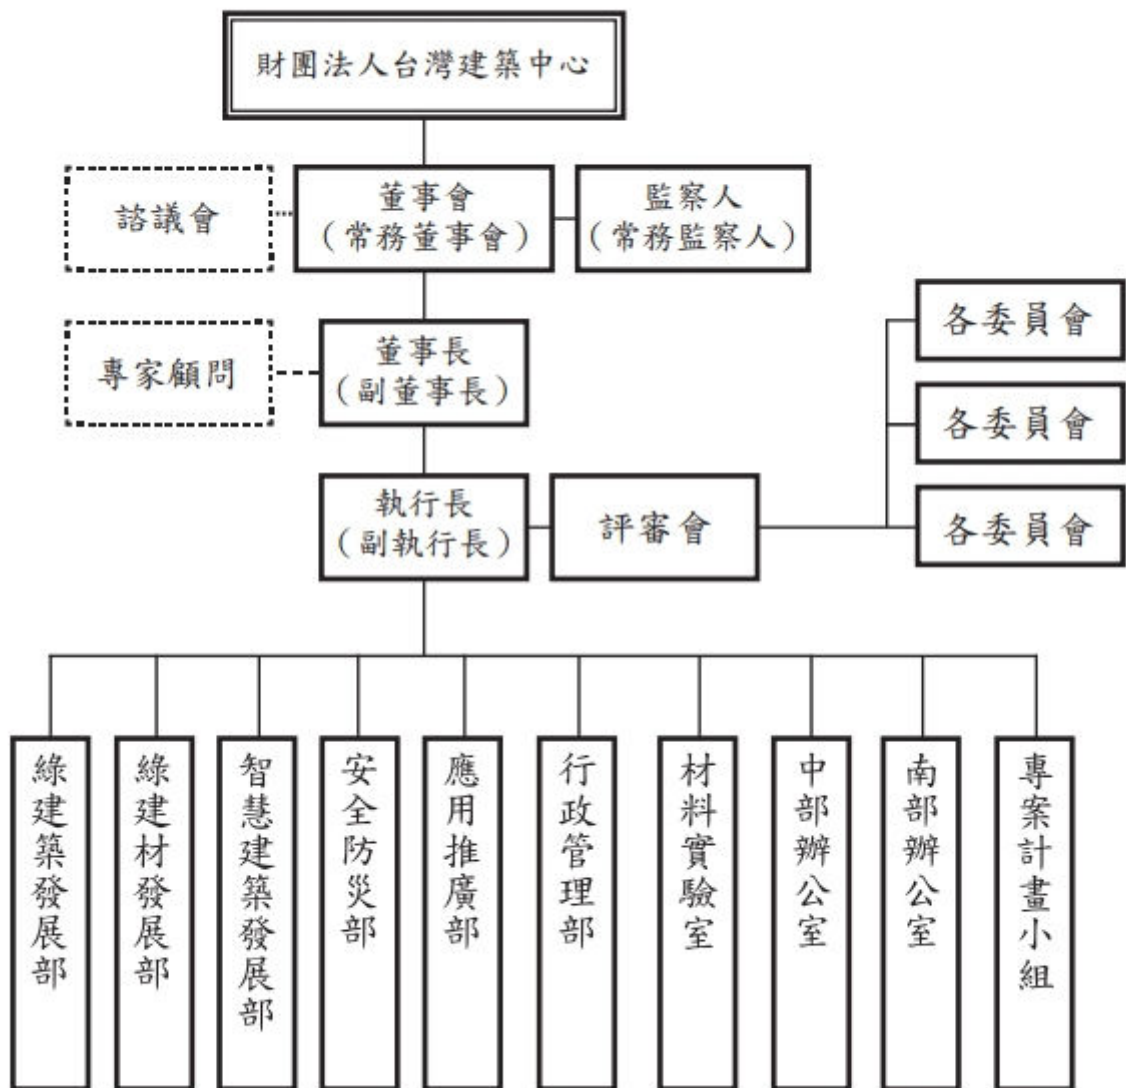 財團法人台灣建築中心
諮議會
董事會
（常務董事會）
監察人
（常務監察人）
各委員會
專家顧問
董事長
（副董事長）
各委員會
執行長
（副執行長）
評審會
各委員會
綠建築發展部
綠建材發展部
智慧建築發展部
安全防災部
應用推廣部
行政管理部
材料實驗室
中部辦公室
南部辦公室
專案計畫小組